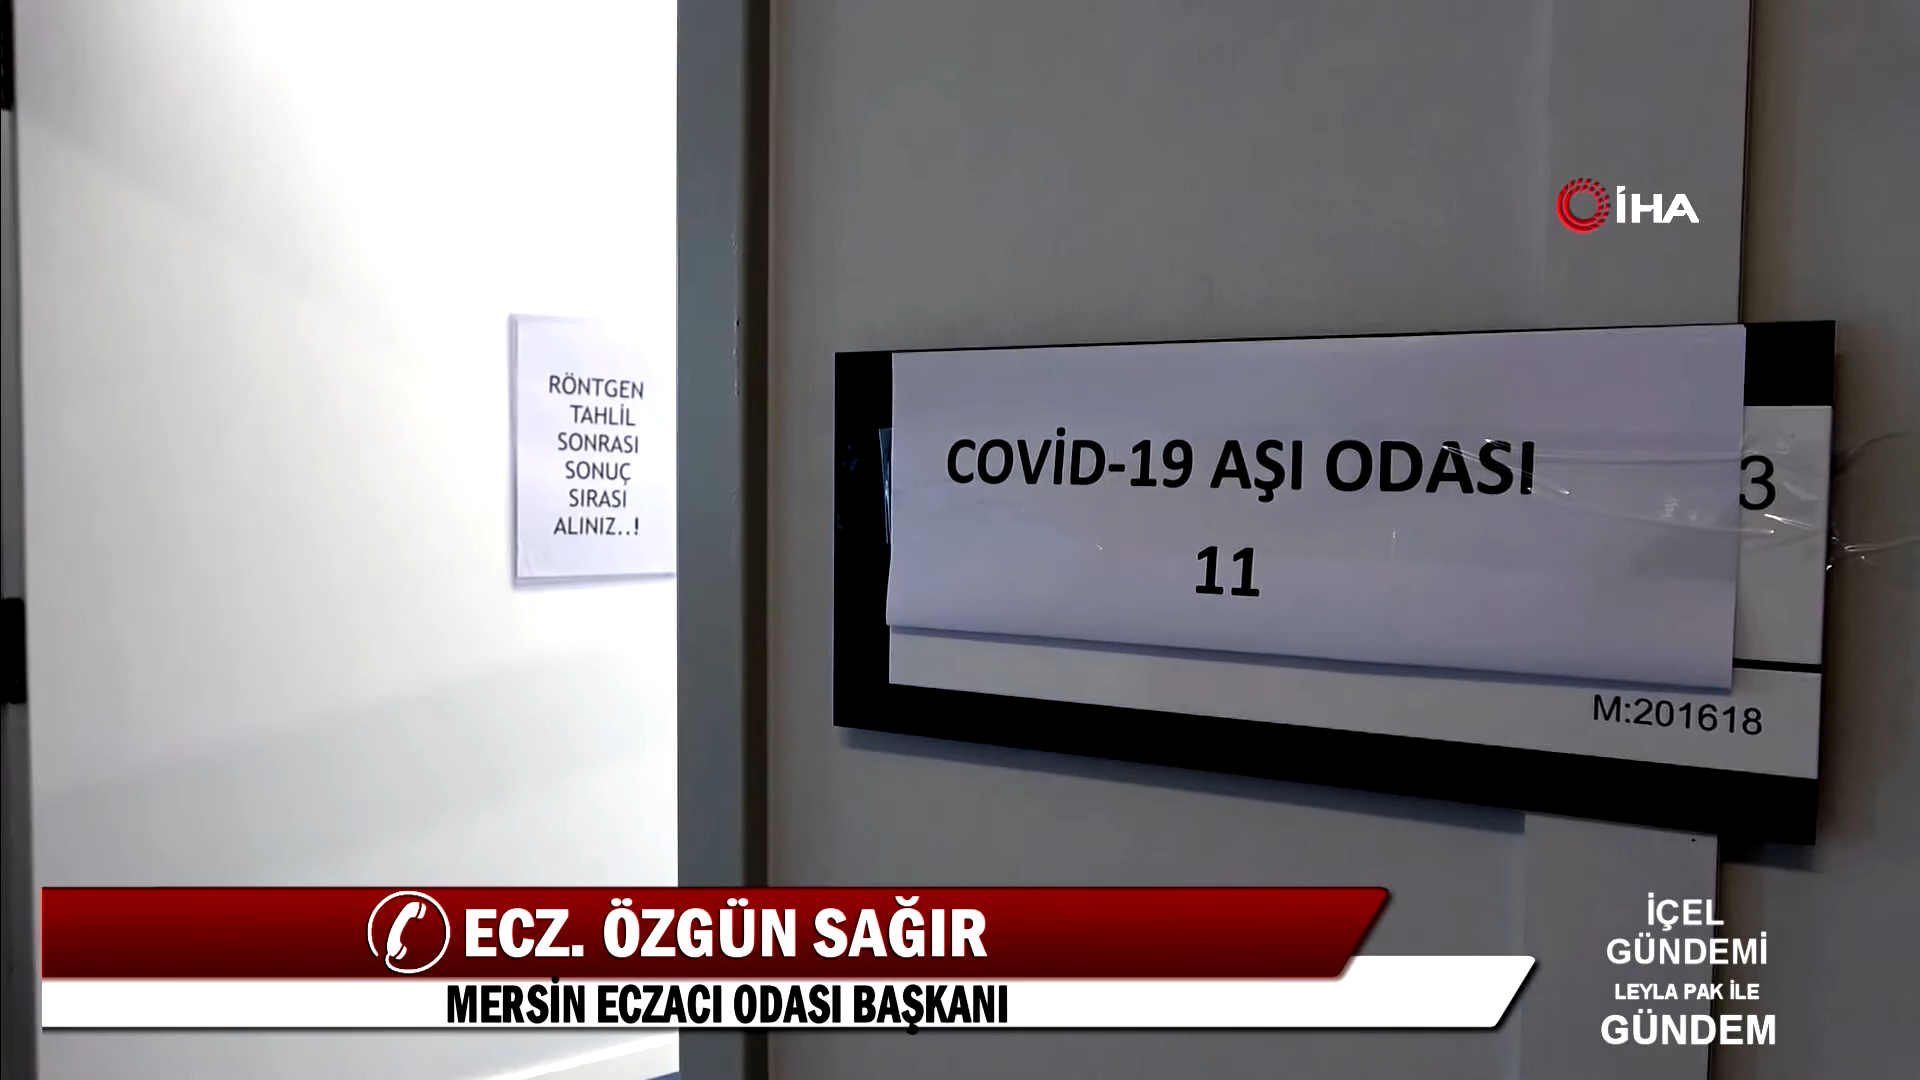 İHA
RÖNTGEN
TAHLİL
SONRASI
SONUÇ
SIRASI
ALINIZ..!
COVİD-19 AŞI ODASI
11
3
M:201618
ECZ. ÖZGÜN SAĞIR
MERSİN ECZACI ODASI BAŞKANI
İÇEL
GÜNDEMİ
LEYLA PAK İLE
GÜNDEM